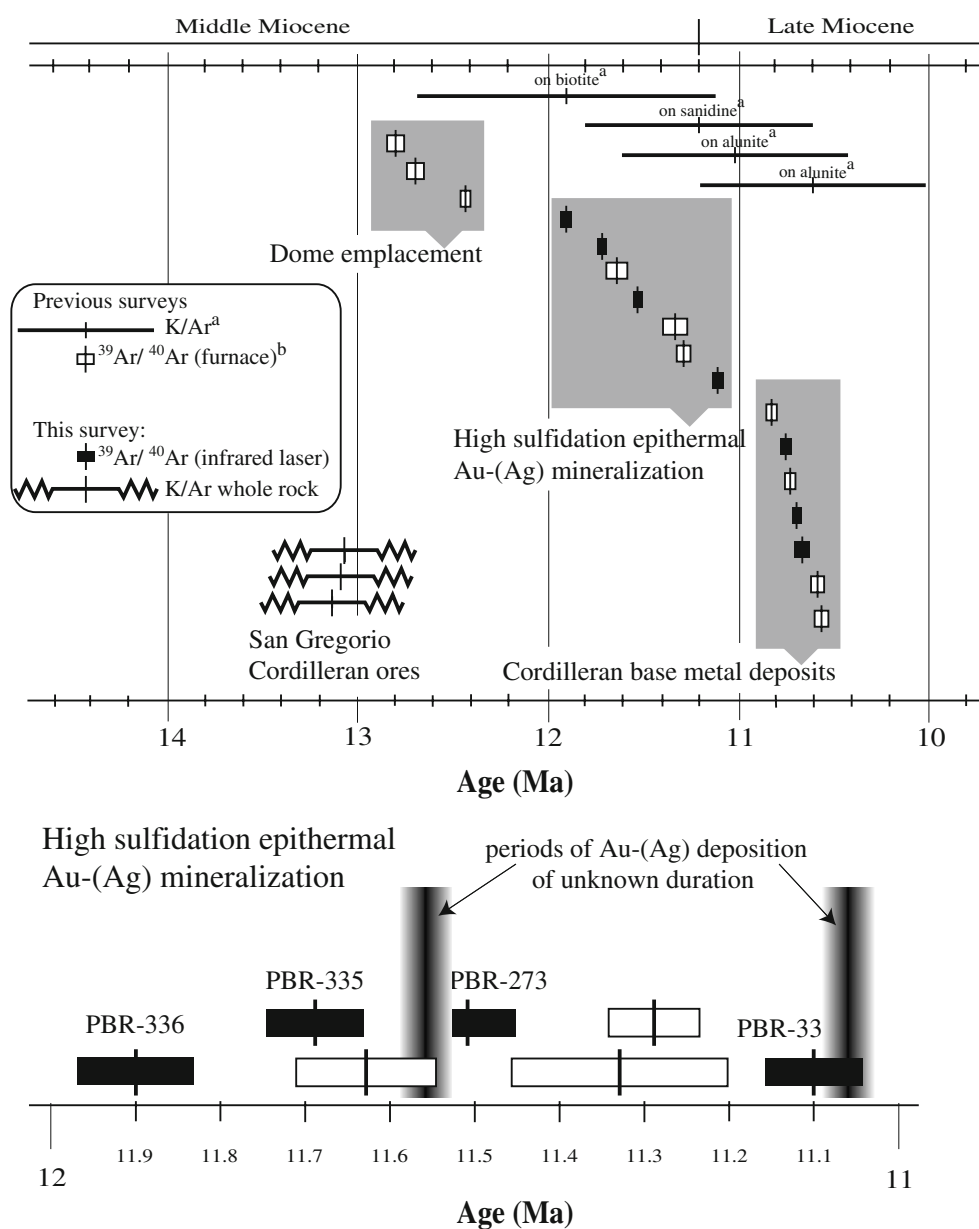 Middle Miocene
Late Miocene
on biotite^a
on sanidine^a
on alunite^a
on alunite^a
Dome emplacement
Previous surveys
K/Ar^a
³⁹Ar/ ⁴⁰Ar (furnace)^b
This survey:
³⁹Ar/ ⁴⁰Ar (infrared laser)
K/Ar whole rock
High sulfidation epithermal
Au-(Ag) mineralization
San Gregorio
Cordilleran ores
Cordilleran base metal deposits
14 13 12 11 10
Age (Ma)
High sulfidation epithermal
Au-(Ag) mineralization
periods of Au-(Ag) deposition
of unknown duration
PBR-336
PBR-335
PBR-273
PBR-33
12 11.9 11.8 11.7 11.6 11.5 11.4 11.3 11.2 11.1 11
Age (Ma)